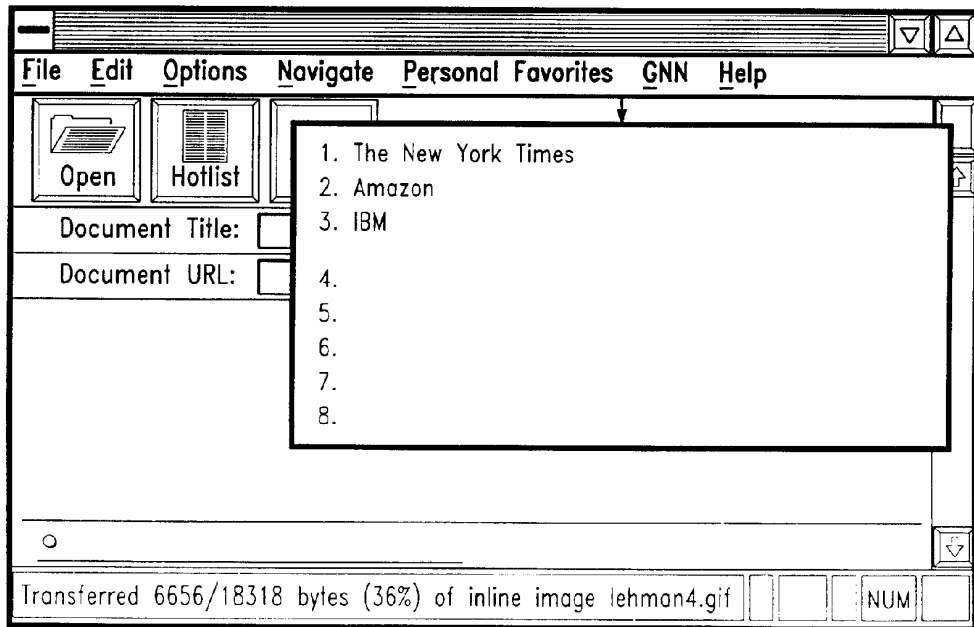 File Edit Options Navigate Personal Favorites GNN Help
Open Hotlist
1. The New York Times
2. Amazon
3. IBM
4.
5.
6.
7.
8.
Document Title:
Document URL:
Transferred 6656/18318 bytes (36%) of inline image lehman4.gif NUM